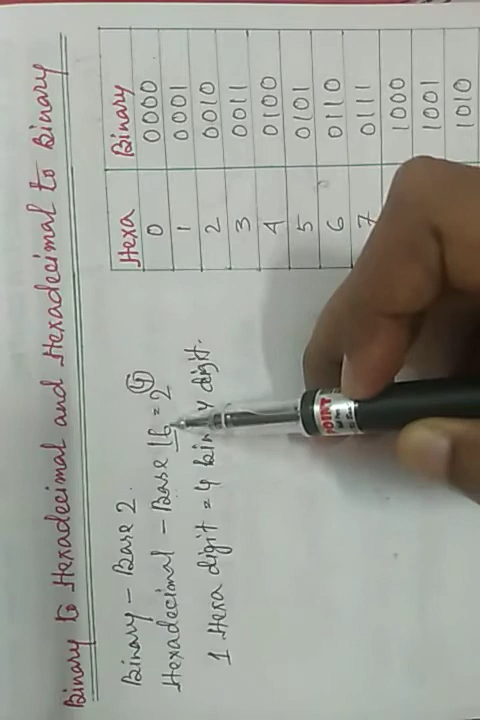 Binary to Hexadecimal and Hexadecimal to Binary
Binary - Base 2.
Hexadecimal - Base 16 = 2^4
1 Hexa digit = 4 binary digit.
Hexa Binary
0 0000
1 0001
2 0010
3 0011
4 0100
5 0101
6 0110
7 0111
1000
1001
1010
POINT